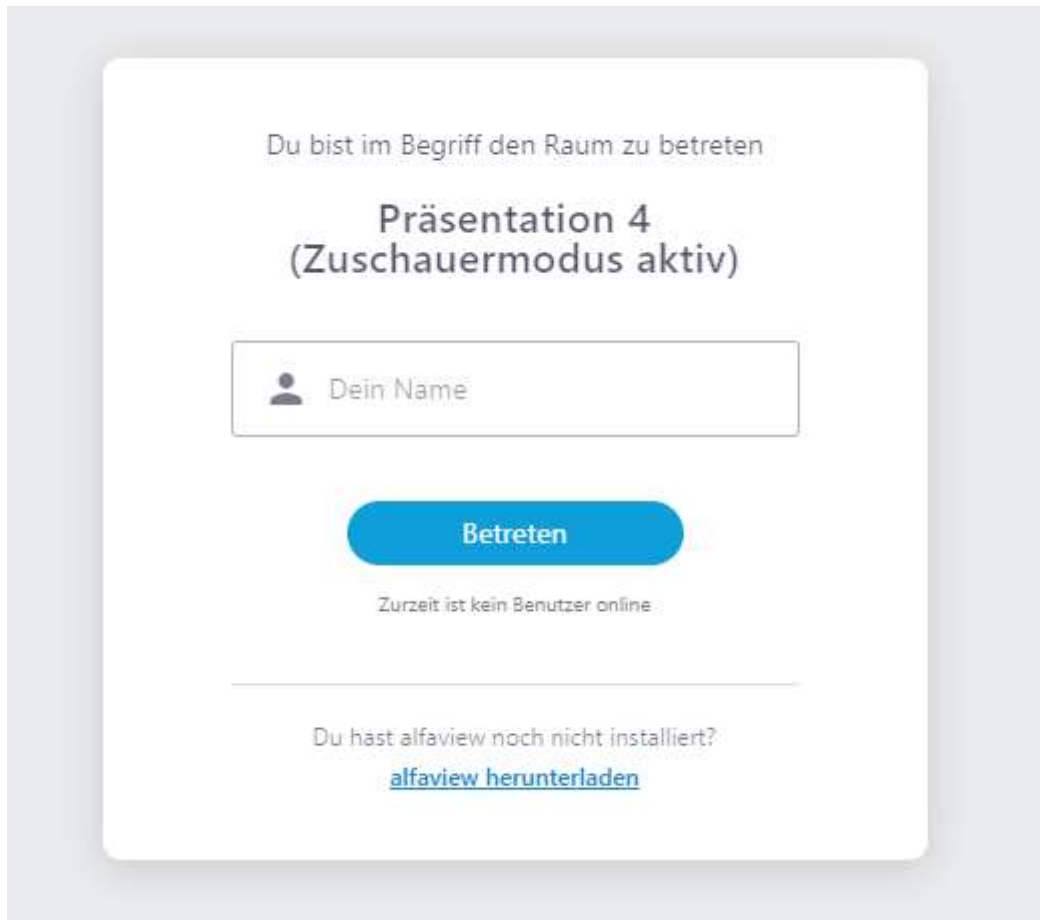 Du bist im Begriff den Raum zu betreten
Präsentation 4
(Zuschauermodus aktiv)
Dein Name
Betreten
Zurzeit ist kein Benutzer online
Du hast alfaview noch nicht installiert?
alfaview herunterladen